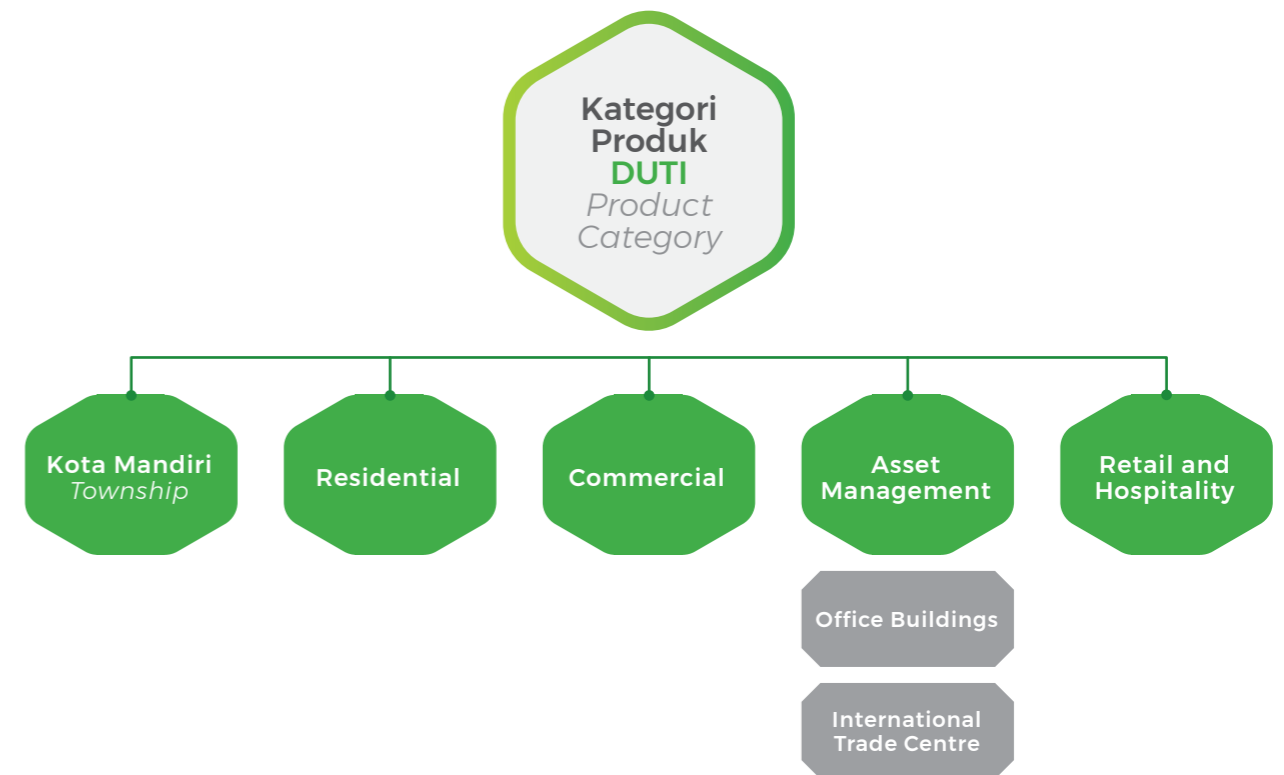 Kategori
Produk
DUTI
Product
Category
Kota Mandiri
Township
Residential
Commercial
Asset
Management
Retail and
Hospitality
Office Buildings
International
Trade Centre